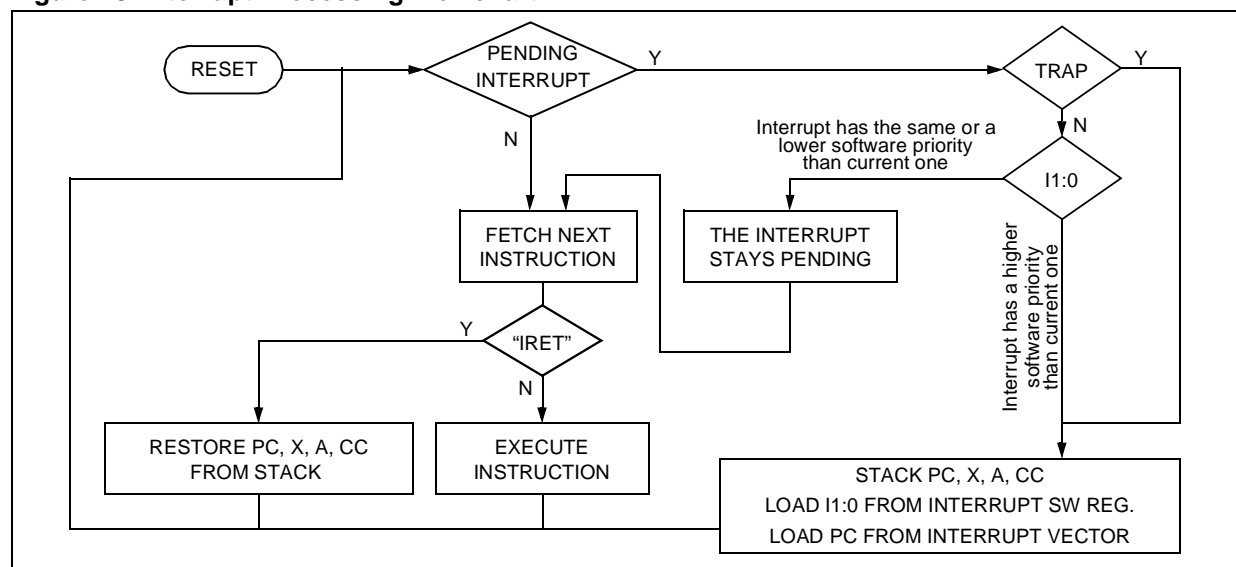 RESET
PENDING
INTERRUPT
Y
TRAP
Y
N
N
Interrupt has the same or a
lower software priority
than current one
I1:0
FETCH NEXT
INSTRUCTION
THE INTERRUPT
STAYS PENDING
Interrupt has a higher
software priority
than current one
Y
“IRET”
N
RESTORE PC, X, A, CC
FROM STACK
EXECUTE
INSTRUCTION
STACK PC, X, A, CC
LOAD I1:0 FROM INTERRUPT SW REG.
LOAD PC FROM INTERRUPT VECTOR